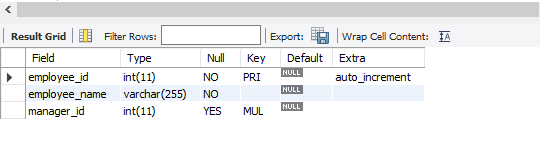 Result Grid Filter Rows: Export: Wrap Cell Content: IA
Field Type Null Key Default Extra
employee_id int(11) NO PRI NULL auto_increment
employee_name varchar(255) NO NULL
manager_id int(11) YES MUL NULL